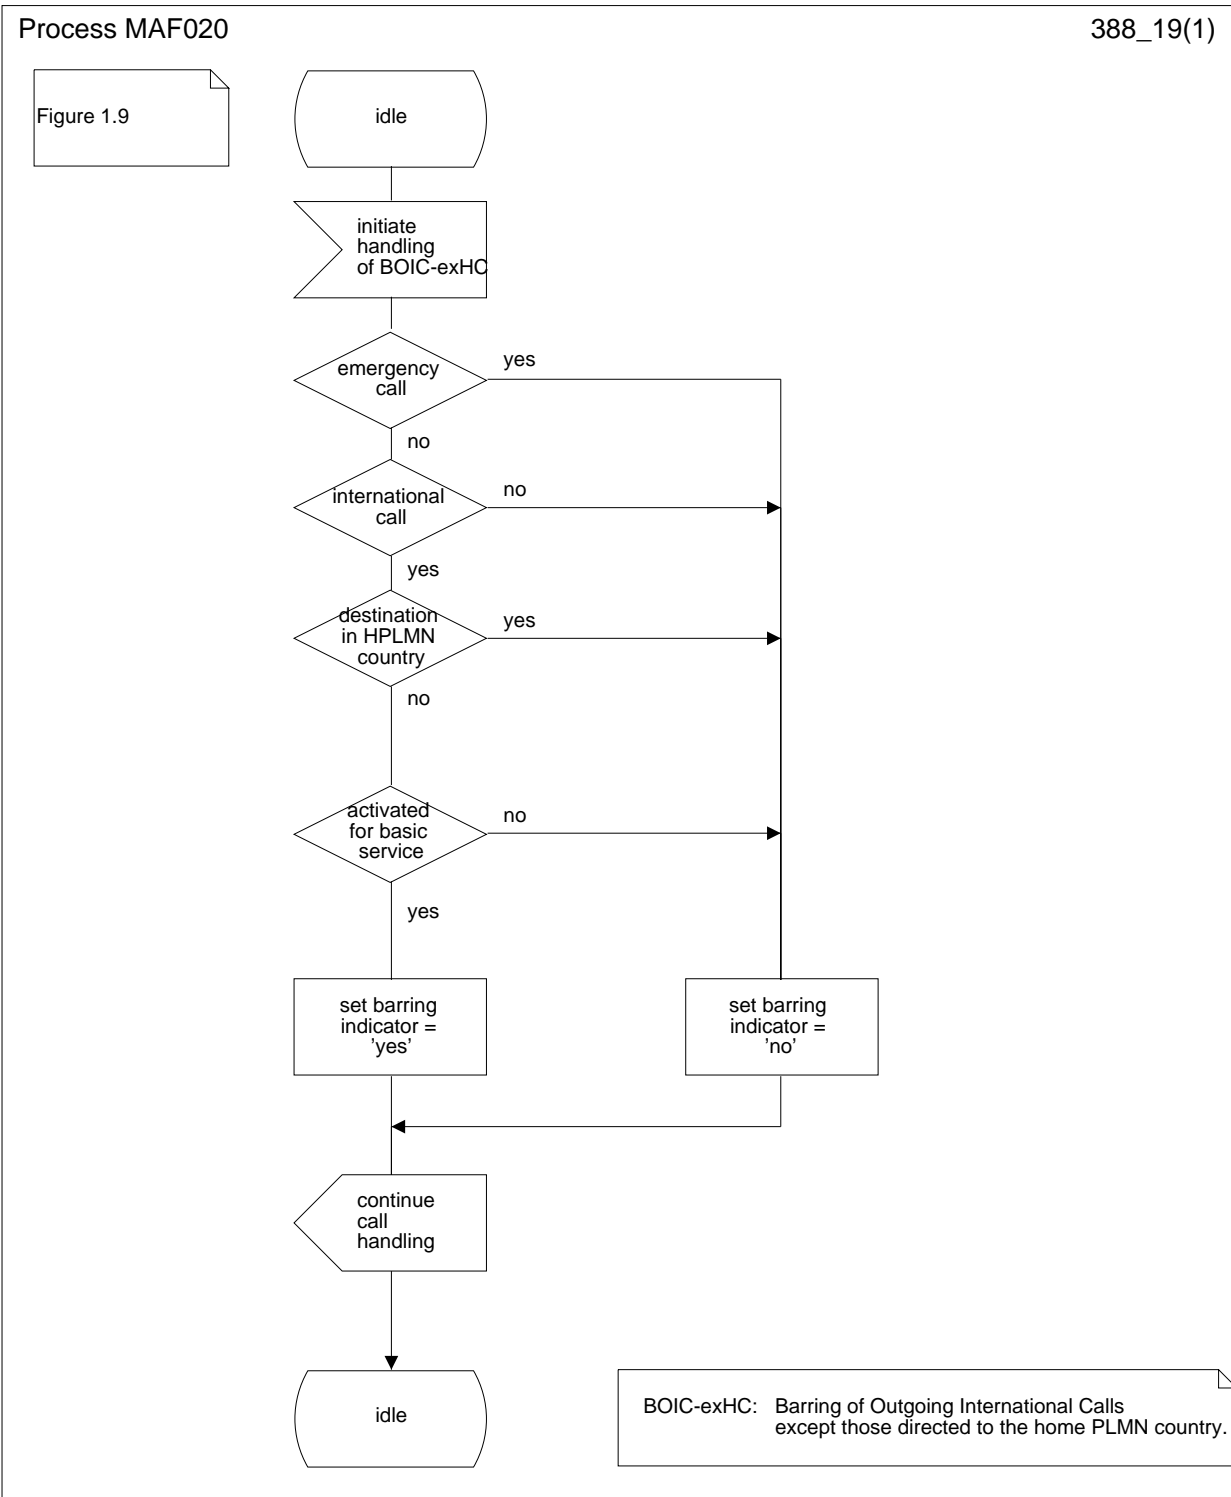 Process MAF020
388_19(1)
Figure 1.9
idle
initiate
handling
of BOIC-exHC
emergency
call
yes
no
international
call
no
yes
destination
in HPLMN
country
yes
no
activated
for basic
service
no
yes
set barring
indicator =
’yes’
set barring
indicator =
’no’
continue
call
handling
idle
BOIC-exHC: Barring of Outgoing International Calls
except those directed to the home PLMN country.